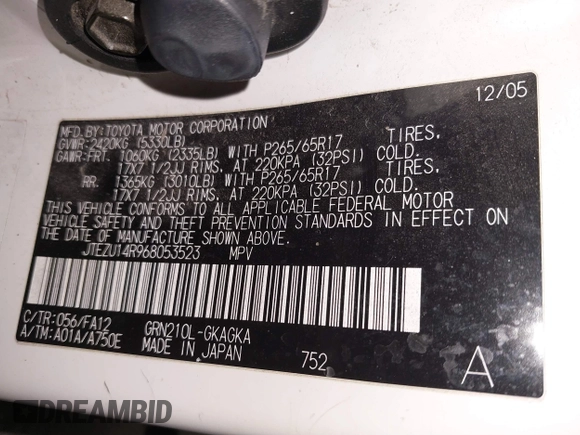 12/05
MFD. BY: TOYOTA MOTOR CORPORATION
GVWR: 2420KG (5330LB)
GAWR: FRT. 1060KG (2335LB) WITH P265/65R17 TIRES,
17X7 1/2JJ RIMS, AT 220KPA (32PSI) COLD.
RR. 1365KG (3010LB) WITH P265/65R17 TIRES,
17X7 1/2JJ RIMS, AT 220KPA (32PSI) COLD.
THIS VEHICLE CONFORMS TO ALL APPLICABLE FEDERAL MOTOR
VEHICLE SAFETY AND THEFT PREVENTION STANDARDS IN EFFECT ON
THE DATE OF MANUFACTURE SHOWN ABOVE.
JTEZU14R968053523 MPV
C/TR: 056/FA12 GRN210L-GKAGKA
A/TM: A01A/A750E MADE IN JAPAN 752 A
DREAMBID